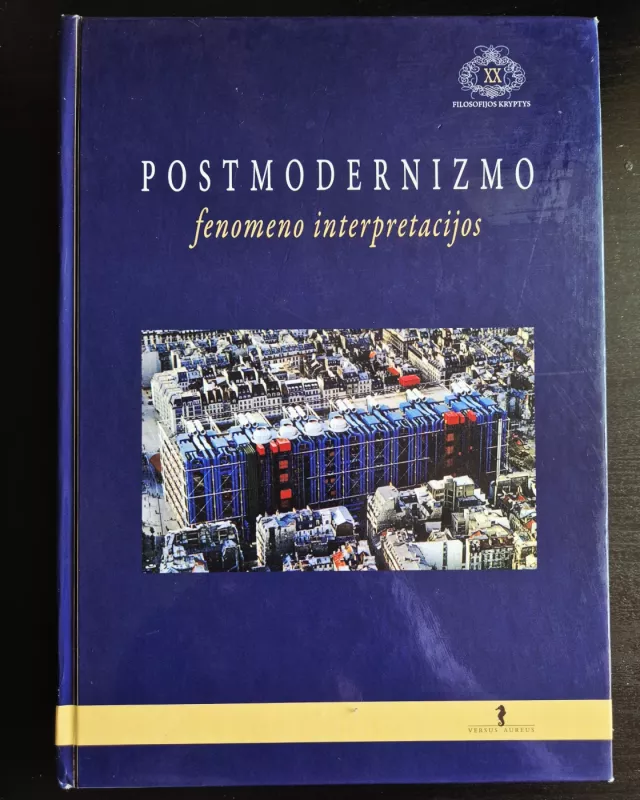 XX
FILOSOFIJOS KRYPTYS
POSTMODERNIZMO
fenomeno interpretacijos
VERSUS AUREUS